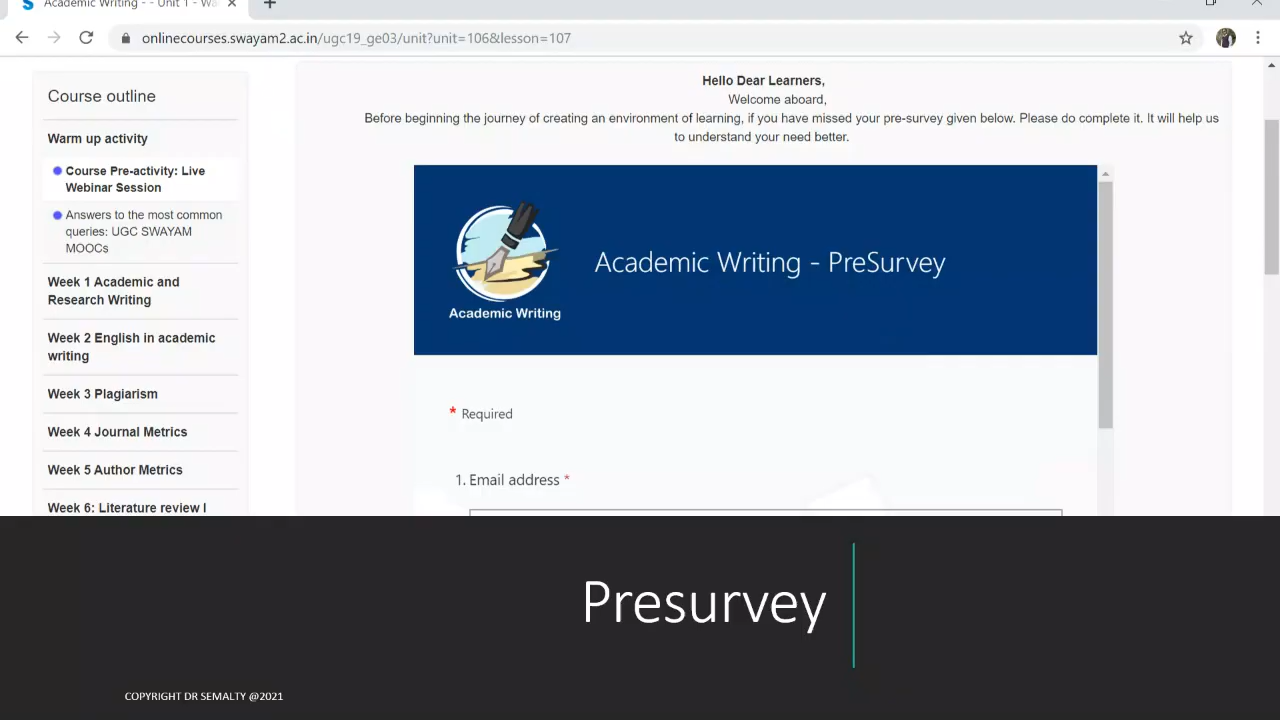 Academic Writing - - Unit 1 - Wa
onlinecourses.swayam2.ac.in/ugc19_ge03/unit?unit=106&lesson=107
Course outline
Warm up activity
Course Pre-activity: Live
Webinar Session
Answers to the most common
queries: UGC SWAYAM
MOOCs
Week 1 Academic and
Research Writing
Week 2 English in academic
writing
Week 3 Plagiarism
Week 4 Journal Metrics
Week 5 Author Metrics
Week 6: Literature review I
Hello Dear Learners,
Welcome aboard,
Before beginning the journey of creating an environment of learning, if you have missed your pre-survey given below. Please do complete it. It will help us
to understand your need better.
Academic Writing
Academic Writing - PreSurvey
* Required
1. Email address *
Presurvey
COPYRIGHT DR SEMALTY @2021